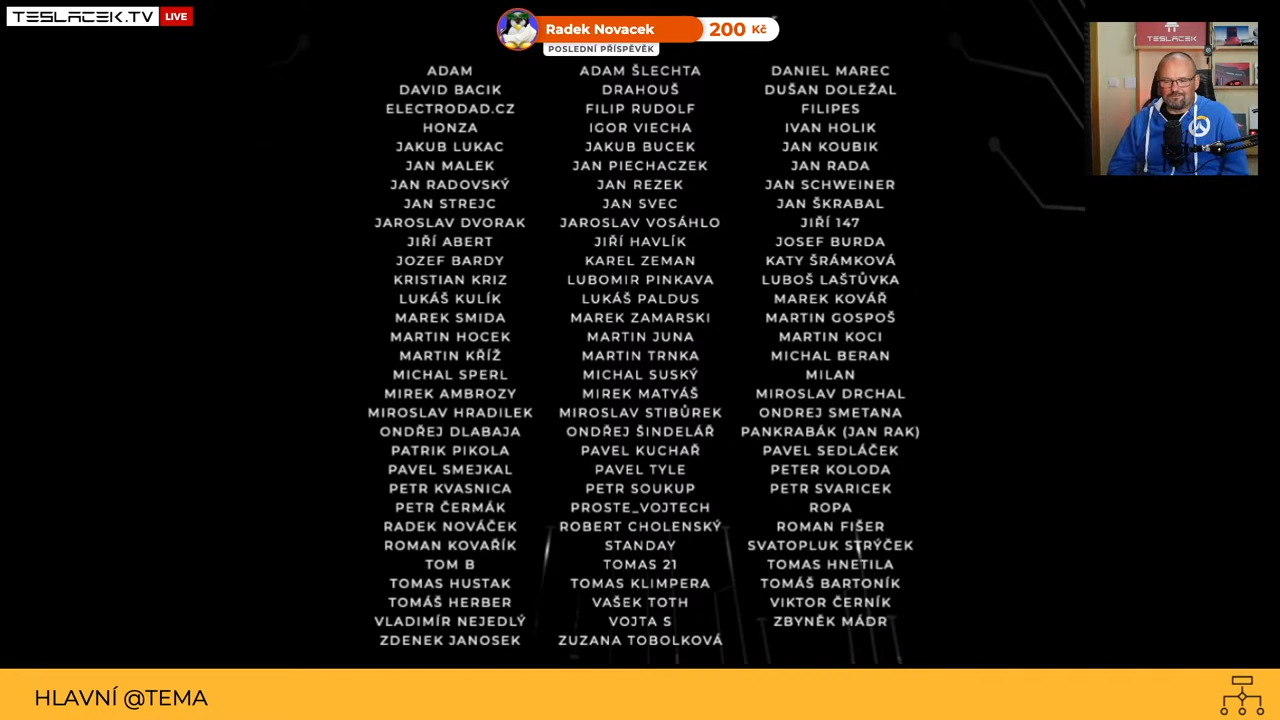 TESLACEK.TV LIVE
Radek Novacek 200 Kč
POSLEDNÍ PŘÍSPĚVĚK
TESLACEK
ADAM ADAM ŠLECHTA DANIEL MAREC
DAVID BACIK DRAHOUŠ DUŠAN DOLEŽAL
ELECTRODAD.CZ FILIP RUDOLF FILIPES
HONZA IGOR VIECHA IVAN HOLIK
JAKUB LUKAC JAKUB BUCEK JAN KOUBIK
JAN MALEK JAN PIECHACZEK JAN RADA
JAN RADOVSKÝ JAN REZEK JAN SCHWEINER
JAN STREJC JAN SVEC JAN ŠKRABAL
JAROSLAV DVORAK JAROSLAV VOSÁHLO JIŘÍ 147
JIŘÍ ABERT JIŘÍ HAVLÍK JOSEF BURDA
JOZEF BARDY KAREL ZEMAN KATY ŠRÁMKOVÁ
KRISTIAN KRIZ LUBOMIR PINKAVA LUBOŠ LAŠTŮVKA
LUKÁŠ KULÍK LUKÁŠ PALDUS MAREK KOVÁŘ
MAREK SMIDA MAREK ZAMARSKI MARTIN GOSPOŠ
MARTIN HOCEK MARTIN JUNA MARTIN KOCI
MARTIN KŘÍŽ MARTIN TRNKA MICHAL BERAN
MICHAL SPERL MICHAL SUSKÝ MILAN
MIREK AMBROZY MIREK MATYÁŠ MIROSLAV DRCHAL
MIROSLAV HRADILEK MIROSLAV STIBŮREK ONDREJ SMETANA
ONDŘEJ DLABAJA ONDŘEJ ŠINDELÁŘ PANKRABÁK (JAN RAK)
PATRIK PIKOLA PAVEL KUCHAŘ PAVEL SEDLÁČEK
PAVEL SMEJKAL PAVEL TYLE PETER KOLODA
PETR KVASNICA PETR SOUKUP PETR SVARICEK
PETR ČERMÁK PROSTE_VOJTECH ROPA
RADEK NOVÁČEK ROBERT CHOLENSKÝ ROMAN FIŠER
ROMAN KOVAŘÍK STANDAY SVATOPLUK STRÝČEK
TOM B TOMAS 21 TOMAS HNETILA
TOMAS HUSTAK TOMAS KLIMPERA TOMÁŠ BARTONÍK
TOMÁŠ HERBER VAŠEK TOTH VIKTOR ČERNÍK
VLADIMÍR NEJEDLÝ VOJTA S ZBYNĚK MÁDR
ZDENEK JANOSEK ZUZANA TOBOLKOVÁ
HLAVNÍ @TEMA